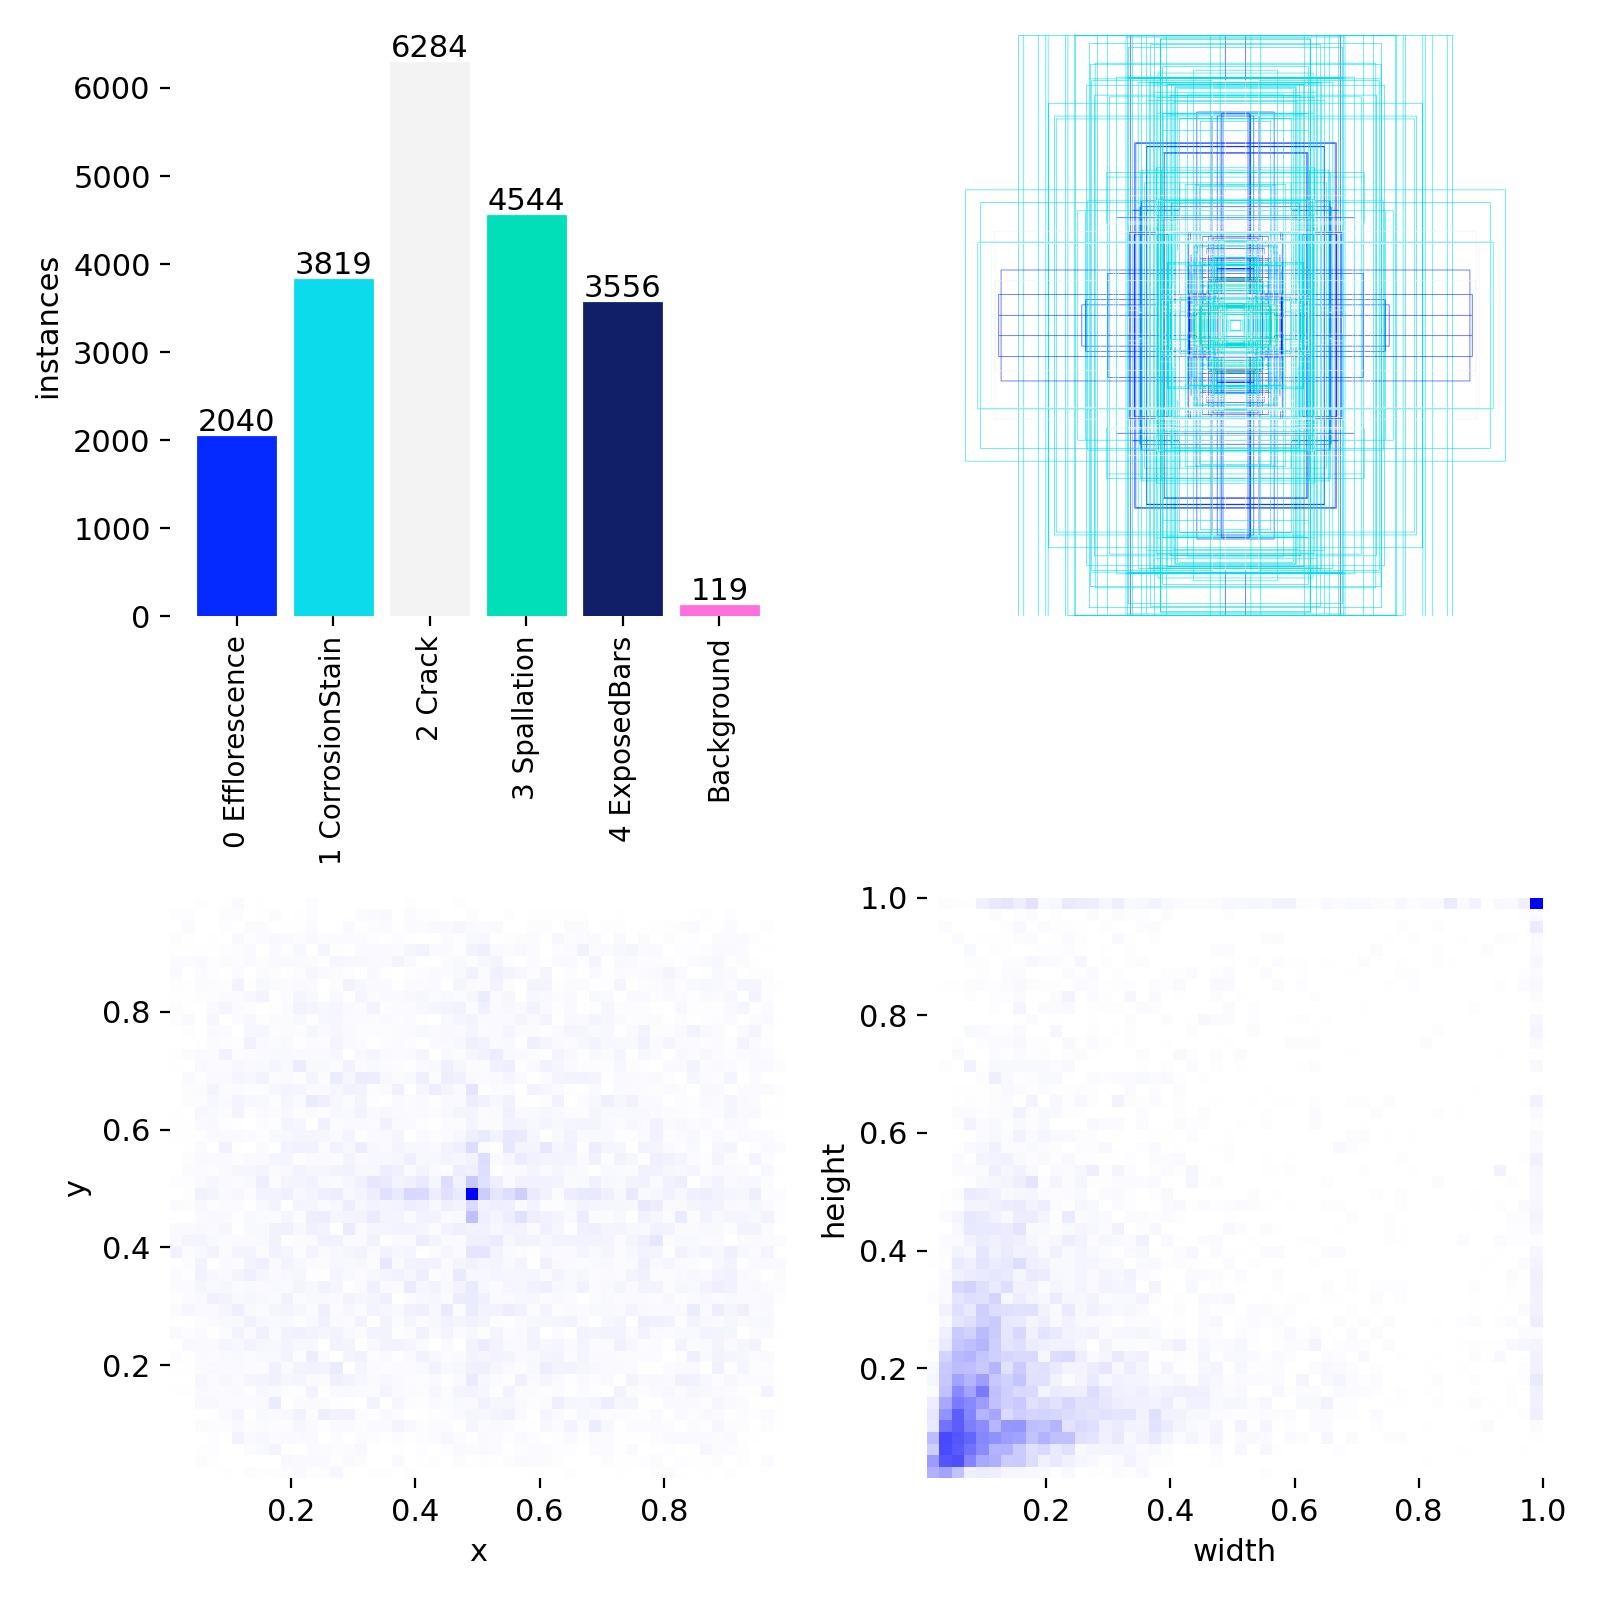 6284
4544
3819
3556
2040
119
6000
5000
4000
3000
2000
1000
0
instances
0 Efflorescence
1 CorrosionStain
2 Crack
3 Spallation
4 ExposedBars
Background
0.8
0.6
0.4
0.2
y
0.2 0.4 0.6 0.8
x
1.0
0.8
0.6
0.4
0.2
height
0.2 0.4 0.6 0.8 1.0
width